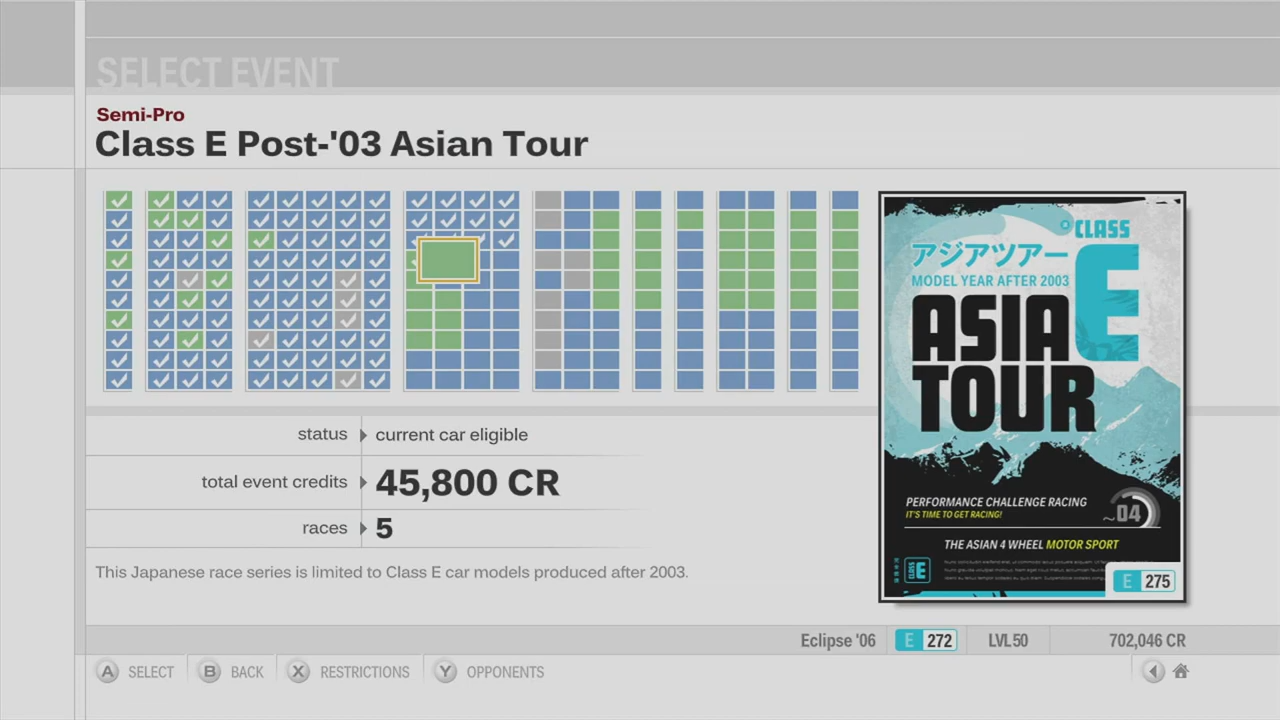 SELECT EVENT
Semi-Pro
Class E Post-'03 Asian Tour
CLASS
E
アジアツアー
MODEL YEAR AFTER 2003
ASIA
TOUR
status
current car eligible
total event credits
45,800 CR
races
5
This Japanese race series is limited to Class E car models produced after 2003.
PERFORMANCE CHALLENGE RACING
IT'S TIME TO GET RACING!
~04
THE ASIAN 4 WHEEL MOTOR SPORT
CLASS E
E 275
Eclipse '06
E 272
LVL50
702,046 CR
A SELECT
B BACK
X RESTRICTIONS
Y OPPONENTS